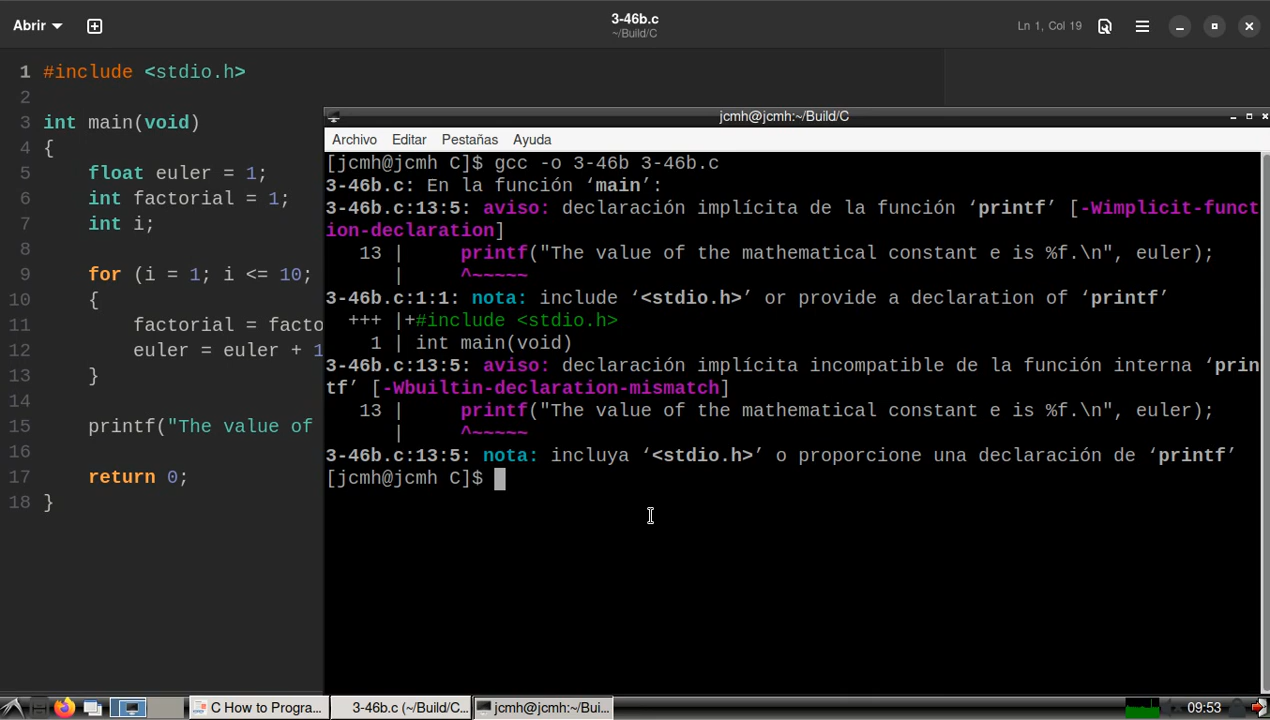 Abrir
3-46b.c
~/Build/C
Ln 1, Col 19
1 #include <stdio.h>
2
3 int main(void)
4 {
5 float euler = 1;
6 int factorial = 1;
7 int i;
8
9 for (i = 1; i <= 10;
10 {
11 factorial = facto
12 euler = euler + 1
13 }
14
15 printf("The value of
16
17 return 0;
18 }
jcmh@jcmh:~/Build/C
Archivo Editar Pestañas Ayuda
[jcmh@jcmh C]$ gcc -o 3-46b 3-46b.c
3-46b.c: En la función ‘main’:
3-46b.c:13:5: aviso: declaración implícita de la función ‘printf’ [-Wimplicit-funct
ion-declaration]
13 | printf("The value of the mathematical constant e is %f.\n", euler);
| ^~~~~~
3-46b.c:1:1: nota: include ‘<stdio.h>’ or provide a declaration of ‘printf’
+++ |+#include <stdio.h>
1 | int main(void)
3-46b.c:13:5: aviso: declaración implícita incompatible de la función interna ‘prin
tf’ [-Wbuiltin-declaration-mismatch]
13 | printf("The value of the mathematical constant e is %f.\n", euler);
| ^~~~~~
3-46b.c:13:5: nota: incluya ‘<stdio.h>’ o proporcione una declaración de ‘printf’
[jcmh@jcmh C]$
C How to Progra...
3-46b.c (~/Build/C...
jcmh@jcmh:~/Bui...
09:53